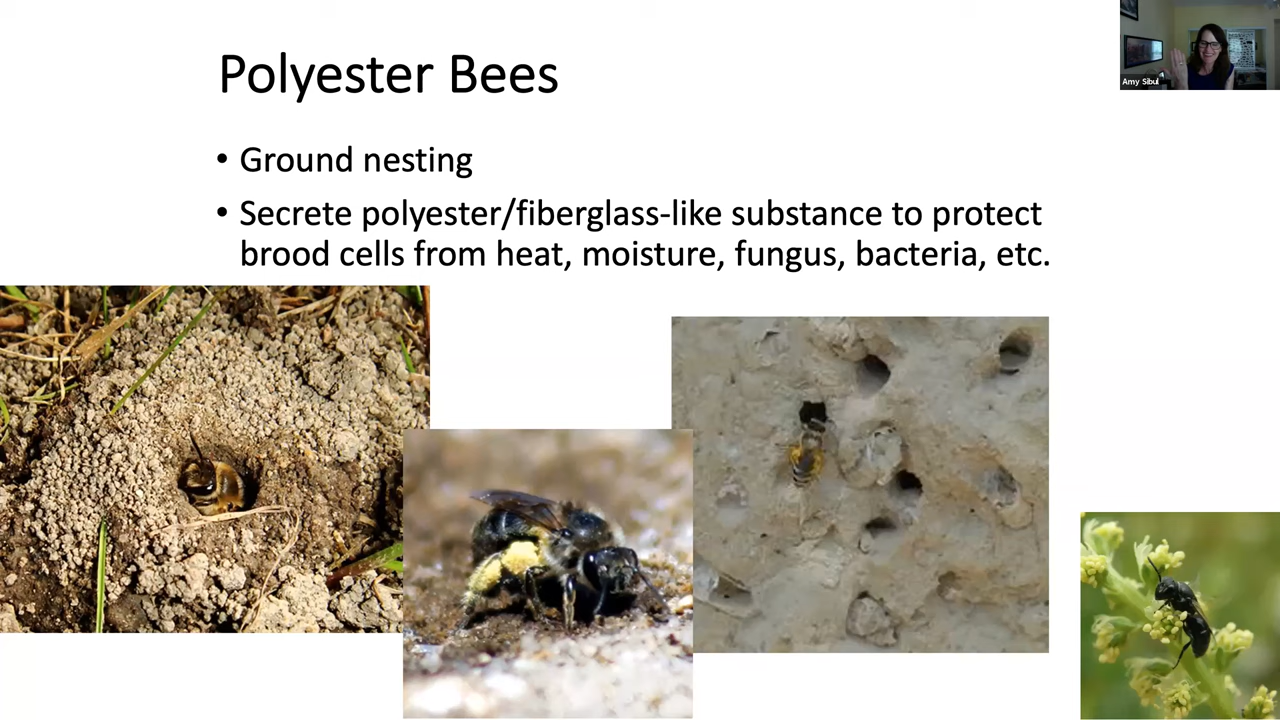 Polyester Bees
Amy Sibul
• Ground nesting
• Secrete polyester/fiberglass-like substance to protect
brood cells from heat, moisture, fungus, bacteria, etc.